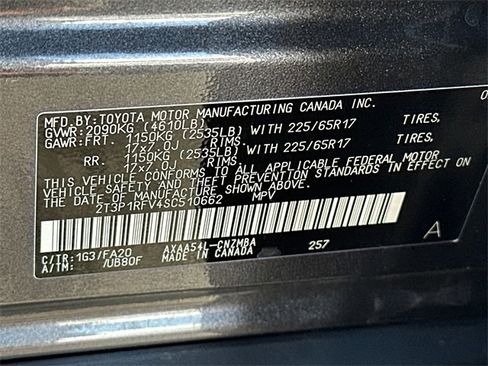 MFD.BY:TOYOTA MOTOR MANUFACTURING CANADA INC.
GVWR:2090KG (4610LB)
GAWR:FRT. 1150KG (2535LB) WITH 225/65R17 TIRES,
17X7.0J RIMS
RR. 1150KG (2535LB) WITH 225/65R17 TIRES,
17X7.0J RIMS.
THIS VEHICLE CONFORMS TO ALL APPLICABLE FEDERAL MOTOR
VEHICLE SAFETY AND THEFT PREVENTION STANDARDS IN EFFECT
ON THE DATE OF MANUFACTURE SHOWN ABOVE.
2T3P1RFV4SC510662 MPV
C/TR:1G3/FA20 AXAA54L-CNZMBA
A/TM: /UB80F MADE IN CANADA 257
A